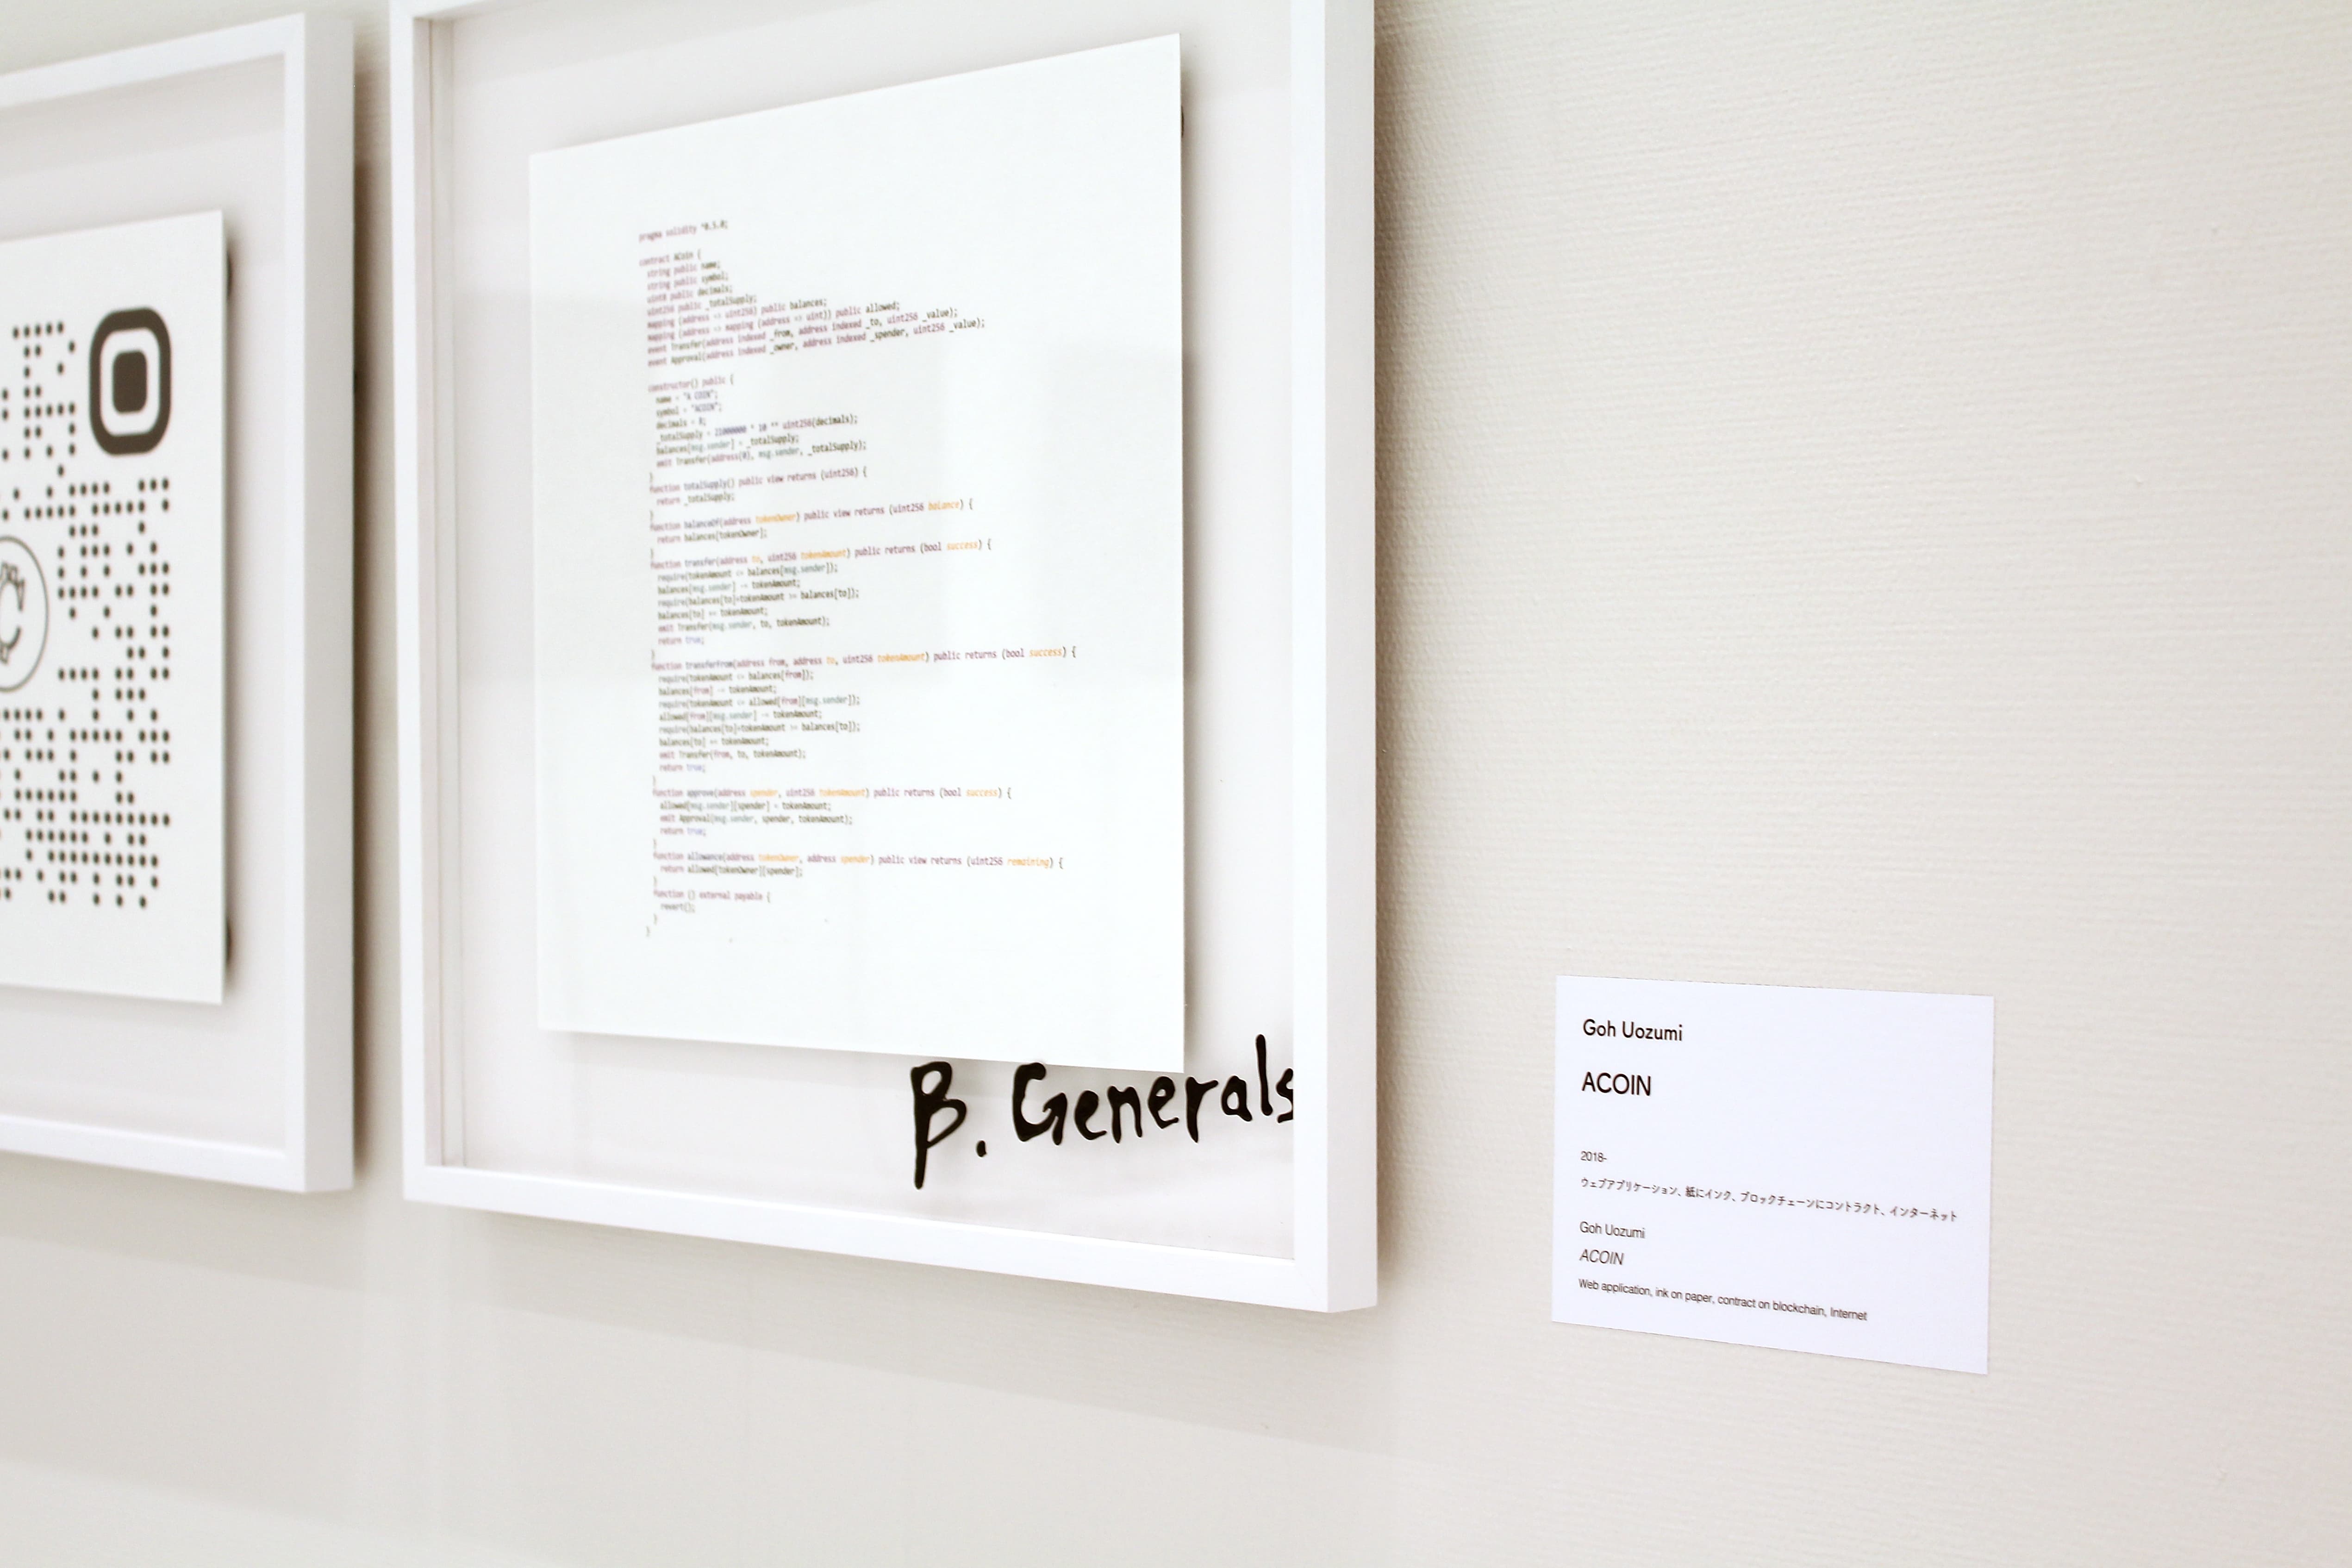 pragma solidity ^0.5.0;
contract ACoin {
string public name;
string public symbol;
uint8 public decimals;
uint256 public _totalSupply;
mapping (address => uint256) public balances;
mapping (address => mapping (address => uint)) public allowed;
event Transfer(address indexed _from, address indexed _to, uint256 _value);
event Approval(address indexed _owner, address indexed _spender, uint256 _value);
constructor() public {
name = "A COIN";
symbol = "ACOIN";
decimals = 8;
_totalSupply = 21000000 * 10 ** uint256(decimals);
balances[msg.sender] = _totalSupply;
emit Transfer(address(0), msg.sender, _totalSupply);
}
function totalSupply() public view returns (uint256) {
return _totalSupply;
}
function balanceOf(address tokenOwner) public view returns (uint256 balance) {
return balances[tokenOwner];
}
function transfer(address to, uint256 tokenAmount) public returns (bool success) {
require(tokenAmount <= balances[msg.sender]);
balances[msg.sender] -= tokenAmount;
require(balances[to]+tokenAmount >= balances[to]);
balances[to] += tokenAmount;
emit Transfer(msg.sender, to, tokenAmount);
return true;
}
function transferFrom(address from, address to, uint256 tokenAmount) public returns (bool success) {
require(tokenAmount <= balances[from]);
balances[from] -= tokenAmount;
require(tokenAmount <= allowed[from][msg.sender]);
allowed[from][msg.sender] -= tokenAmount;
require(balances[to]+tokenAmount >= balances[to]);
balances[to] += tokenAmount;
emit Transfer(from, to, tokenAmount);
return true;
}
function approve(address spender, uint256 tokenAmount) public returns (bool success) {
allowed[msg.sender][spender] = tokenAmount;
emit Approval(msg.sender, spender, tokenAmount);
return true;
}
function allowance(address tokenOwner, address spender) public view returns (uint256 remaining) {
return allowed[tokenOwner][spender];
}
function () external payable {
revert();
}
}
B. Generals
Goh Uozumi
ACOIN
2018-
ウェブアプリケーション、紙にインク、ブロックチェーンにコントラクト、インターネット
Goh Uozumi
ACOIN
Web application, ink on paper, contract on blockchain, Internet